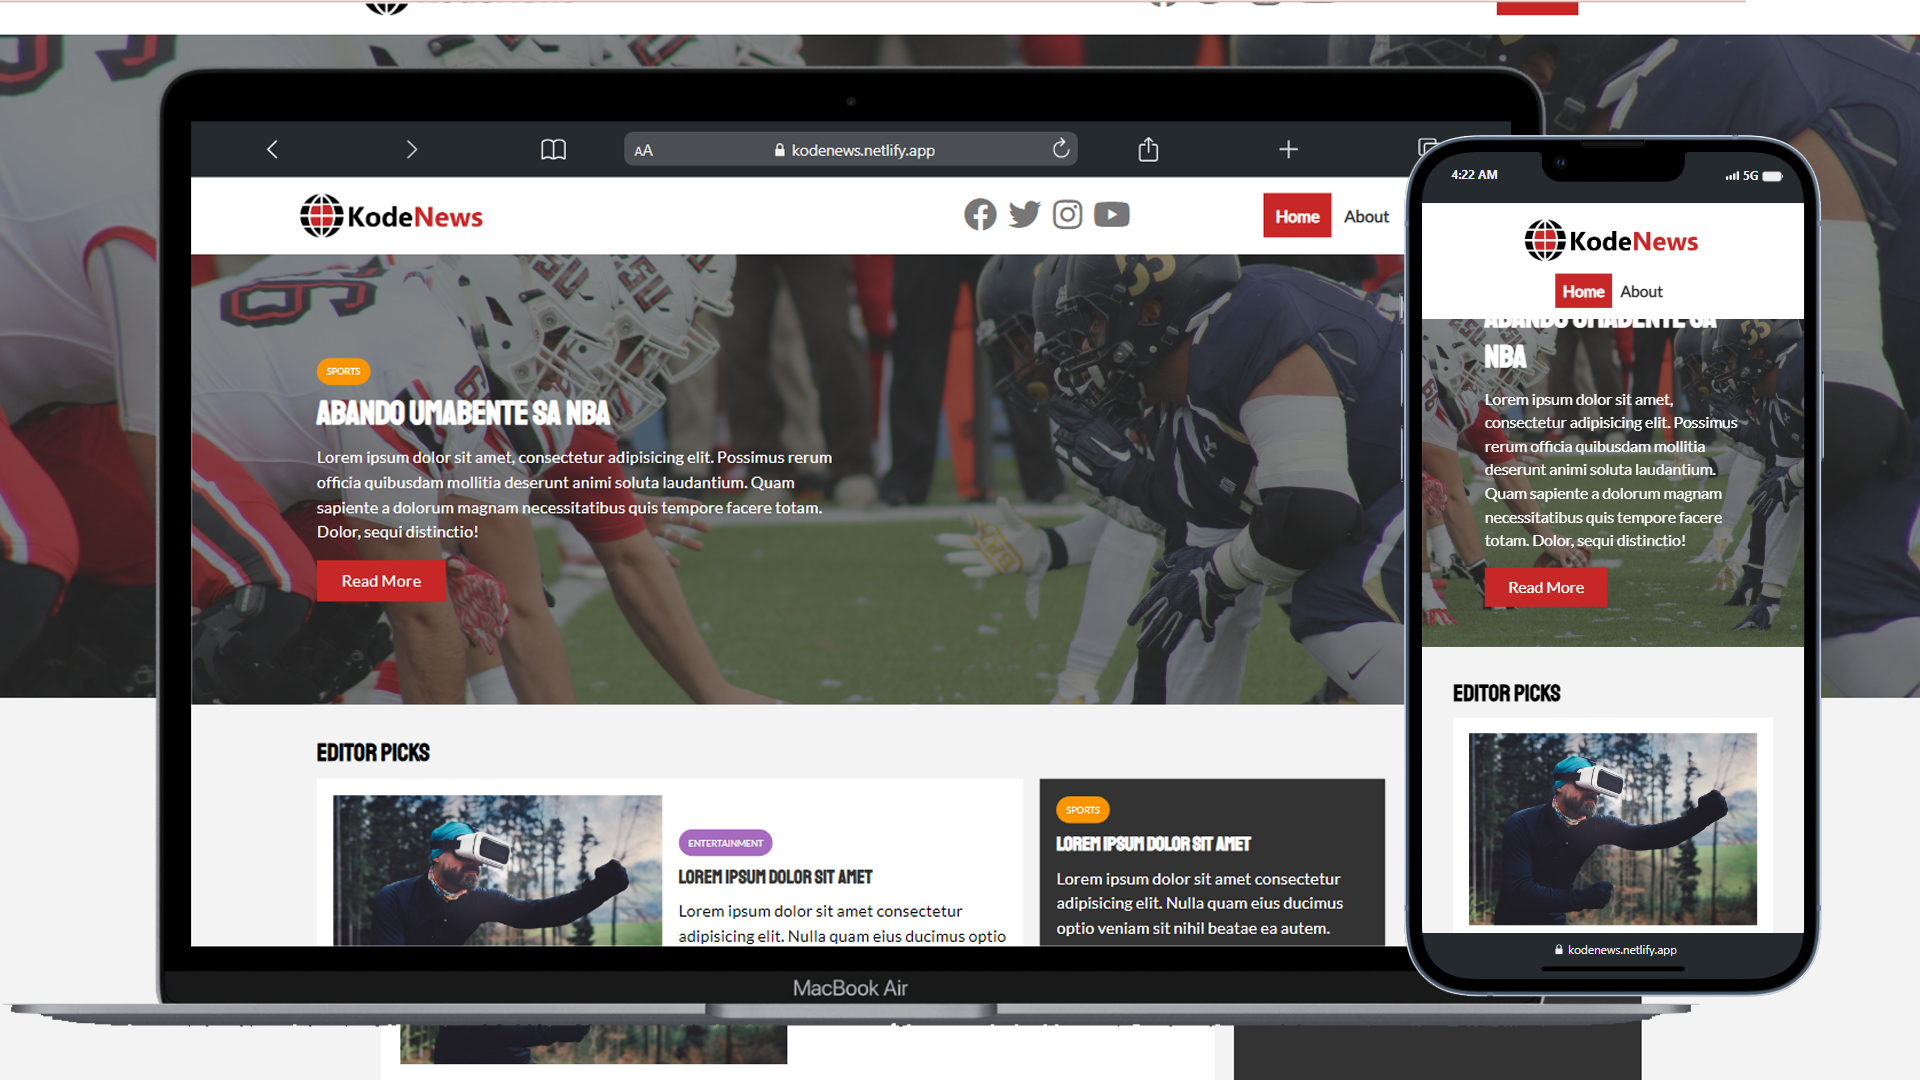 AA
kodenews.netlify.app
KodeNews
Home
About
SPORTS
ABANDO UMABENTE SA NBA
Lorem ipsum dolor sit amet, consectetur adipisicing elit. Possimus rerum
officia quibusdam mollitia deserunt animi soluta laudantium. Quam
sapiente a dolorum magnam necessitatibus quis tempore facere totam.
Dolor, sequi distinctio!
Read More
EDITOR PICKS
ENTERTAINMENT
LOREM IPSUM DOLOR SIT AMET
Lorem ipsum dolor sit amet consectetur
adipisicing elit. Nulla quam eius ducimus optio
SPORTS
LOREM IPSUM DOLOR SIT AMET
Lorem ipsum dolor sit amet consectetur
adipisicing elit. Nulla quam eius ducimus
optio veniam sit nihil beatae ea autem.
MacBook Air
4:22 AM
5G
KodeNews
Home
About
ABANDO UMABENTE SA
NBA
Lorem ipsum dolor sit amet,
consectetur adipisicing elit. Possimus
rerum officia quibusdam mollitia
deserunt animi soluta laudantium.
Quam sapiente a dolorum magnam
necessitatibus quis tempore facere
totam. Dolor, sequi distinctio!
Read More
EDITOR PICKS
kodenews.netlify.app